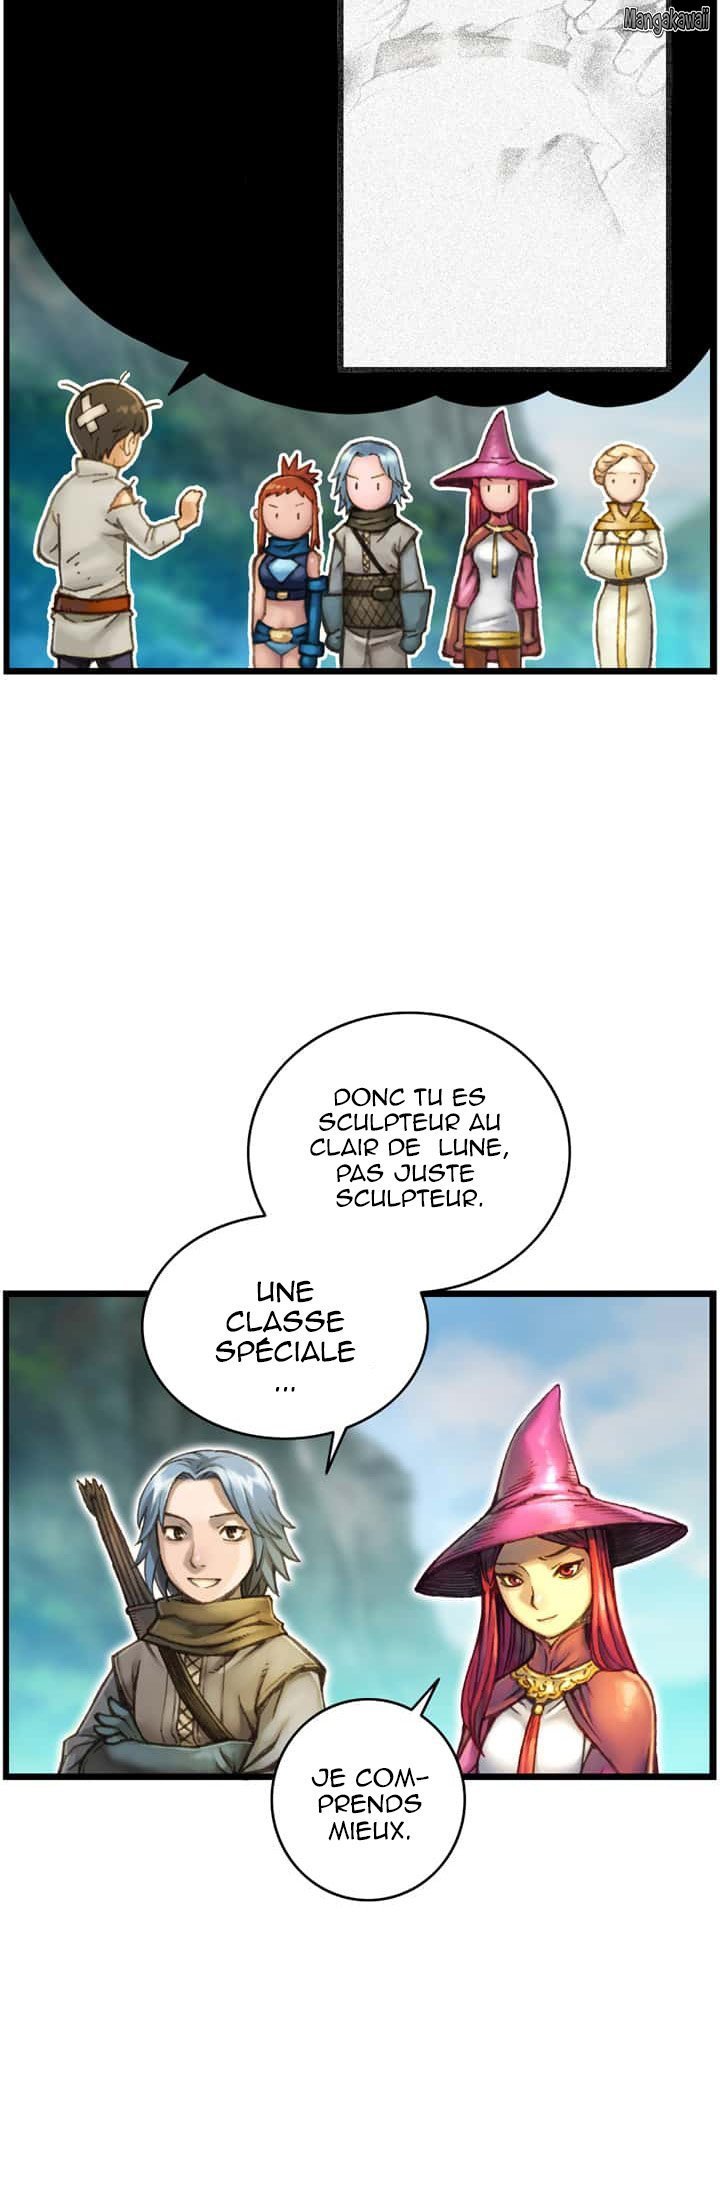 Mangakawaii
DONC TU ES
SCULPTEUR AU
CLAIR DE LUNE,
PAS JUSTE
SCULPTEUR.
UNE
CLASSE
SPÉCIALE
...
JE COM-
PRENDS
MIEUX.